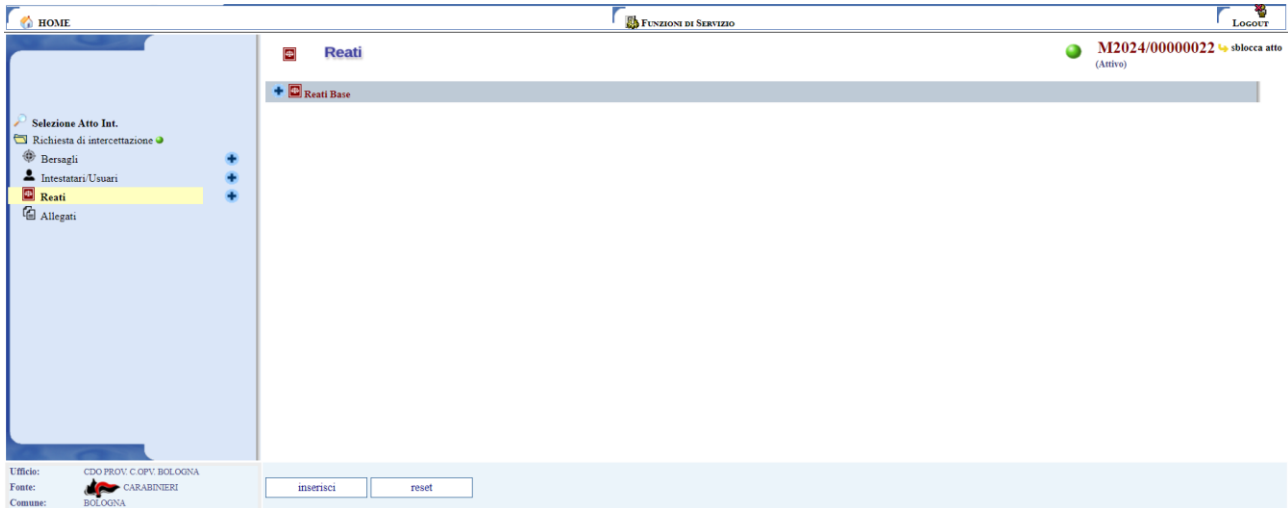 HOME
FUNZIONI DI SERVIZIO
LOGOUT
Reati
M2024/00000022 sblocca atto
(Attivo)
Reati Base
Selezione Atto Int.
Richiesta di intercettazione
Bersagli
Intestatari/Usuari
Reati
Allegati
Ufficio: CDO PROV. C.OPV. BOLOGNA
Fonte: CARABINIERI
Comune: BOLOGNA
inserisci reset